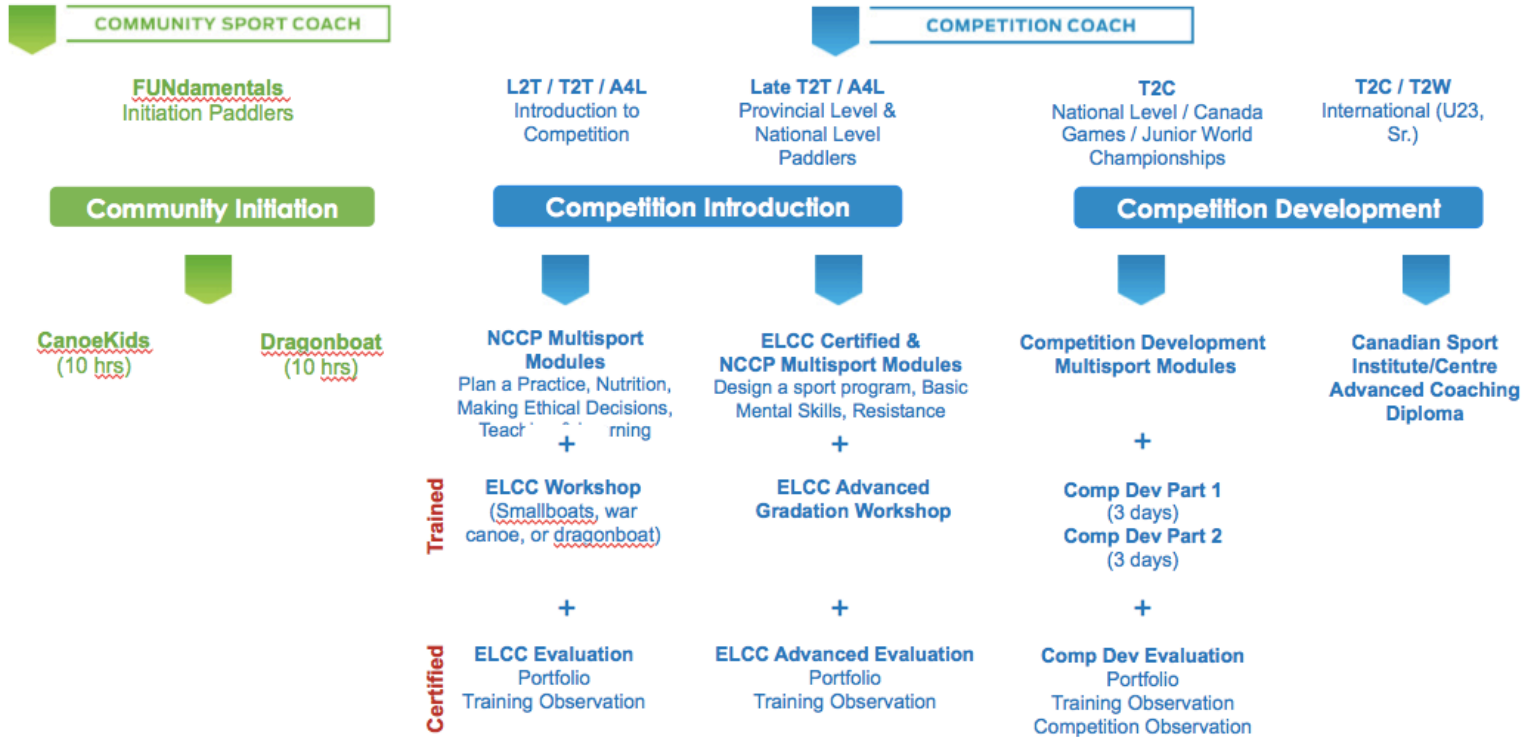 COMMUNITY SPORT COACH
COMPETITION COACH
FUNdamentals
Initiation Paddlers
L2T / T2T / A4L
Introduction to
Competition
Late T2T / A4L
Provincial Level &
National Level
Paddlers
T2C
National Level / Canada
Games / Junior World
Championships
T2C / T2W
International (U23,
Sr.)
Community Initiation
Competition Introduction
Competition Development
CanoeKids
(10 hrs)
Dragonboat
(10 hrs)
NCCP Multisport
Modules
Plan a Practice, Nutrition,
Making Ethical Decisions,
+
ELCC Workshop
(Smallboats, war
canoe, or dragonboat)
+
ELCC Evaluation
Portfolio
Training Observation
ELCC Certified &
NCCP Multisport Modules
Design a sport program, Basic
Mental Skills, Resistance
+
ELCC Advanced
Gradation Workshop
+
ELCC Advanced Evaluation
Portfolio
Training Observation
Competition Development
Multisport Modules
+
Comp Dev Part 1
(3 days)
Comp Dev Part 2
(3 days)
+
Comp Dev Evaluation
Portfolio
Training Observation
Competition Observation
Canadian Sport
Institute/Centre
Advanced Coaching
Diploma
Trained
Certified